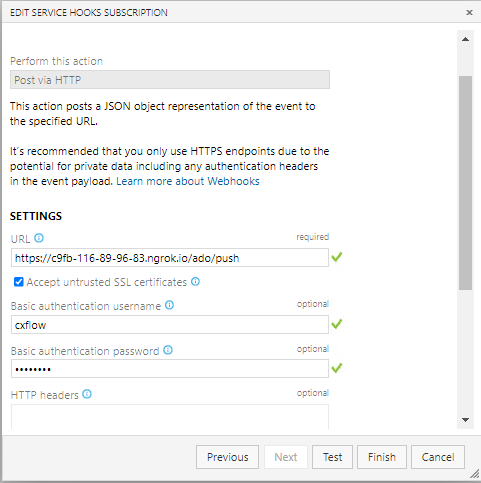 EDIT SERVICE HOOKS SUBSCRIPTION
Perform this action
Post via HTTP
This action posts a JSON object representation of the event to
the specified URL.
It's recommended that you only use HTTPS endpoints due to the
potential for private data including any authentication headers
in the event payload. Learn more about Webhooks
SETTINGS
URL required
https://c9fb-116-89-96-83.ngrok.io/ado/push
Accept untrusted SSL certificates
Basic authentication username optional
cxflow
Basic authentication password optional
••••••••
HTTP headers optional
Previous Next Test Finish Cancel